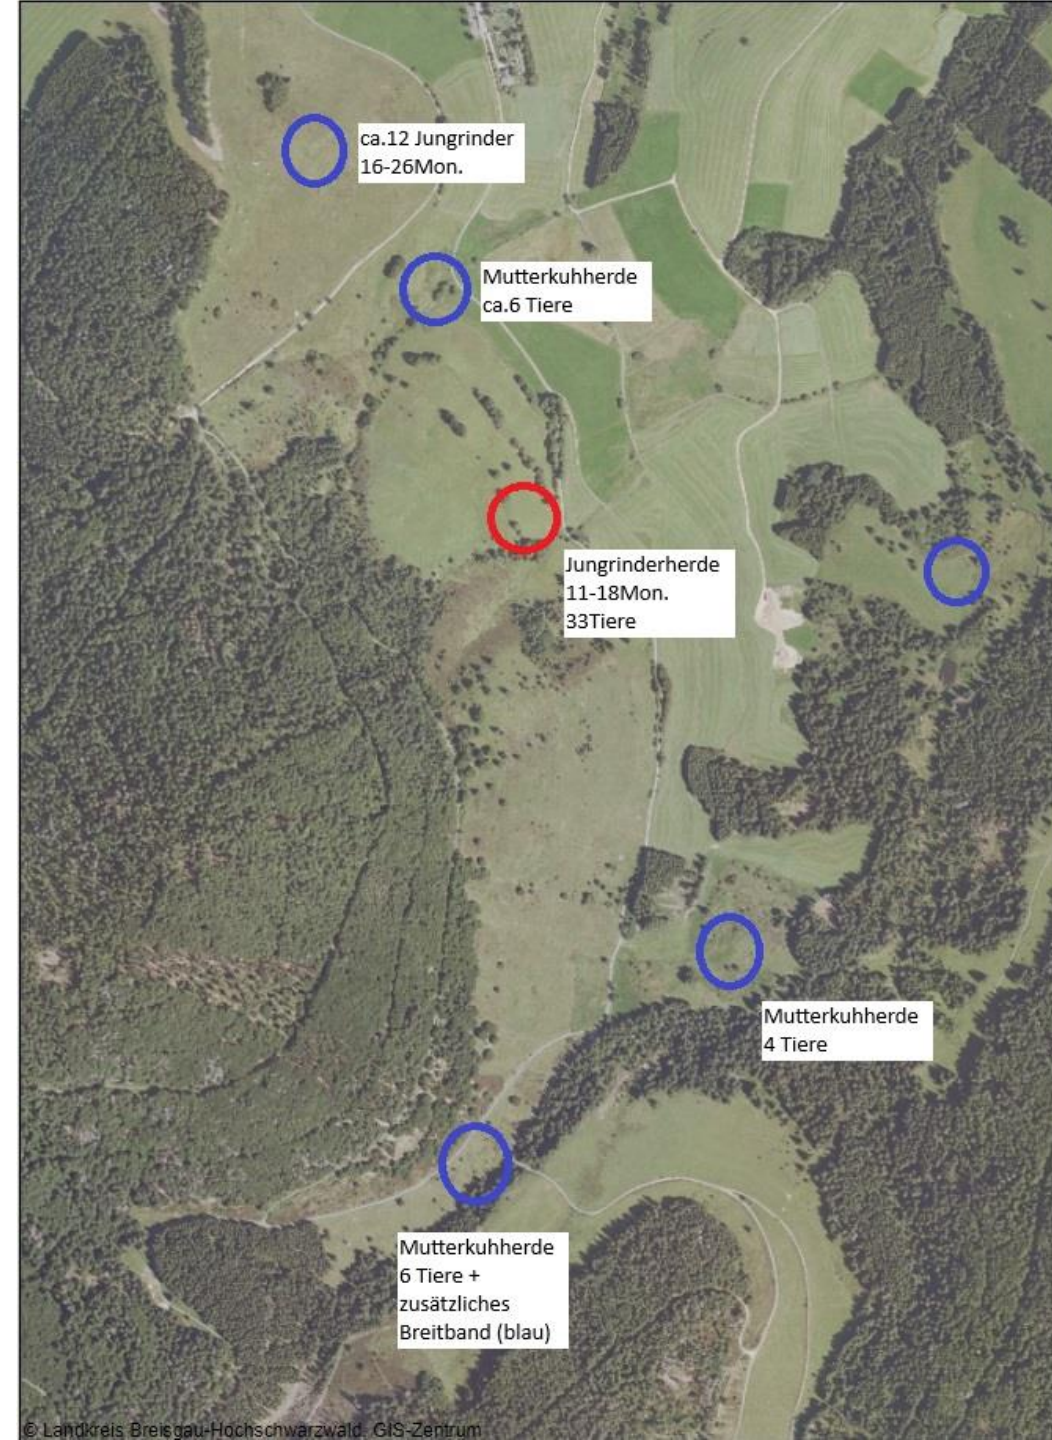 ca.12 Jungrinder
16-26Mon.
Mutterkuhherde
ca.6 Tiere
Jungrinderherde
11-18Mon.
33Tiere
Mutterkuhherde
4 Tiere
Mutterkuhherde
6 Tiere +
zusätzliches
Breitband (blau)
© Landkreis Breisgau-Hochschwarzwald, GIS-Zentrum